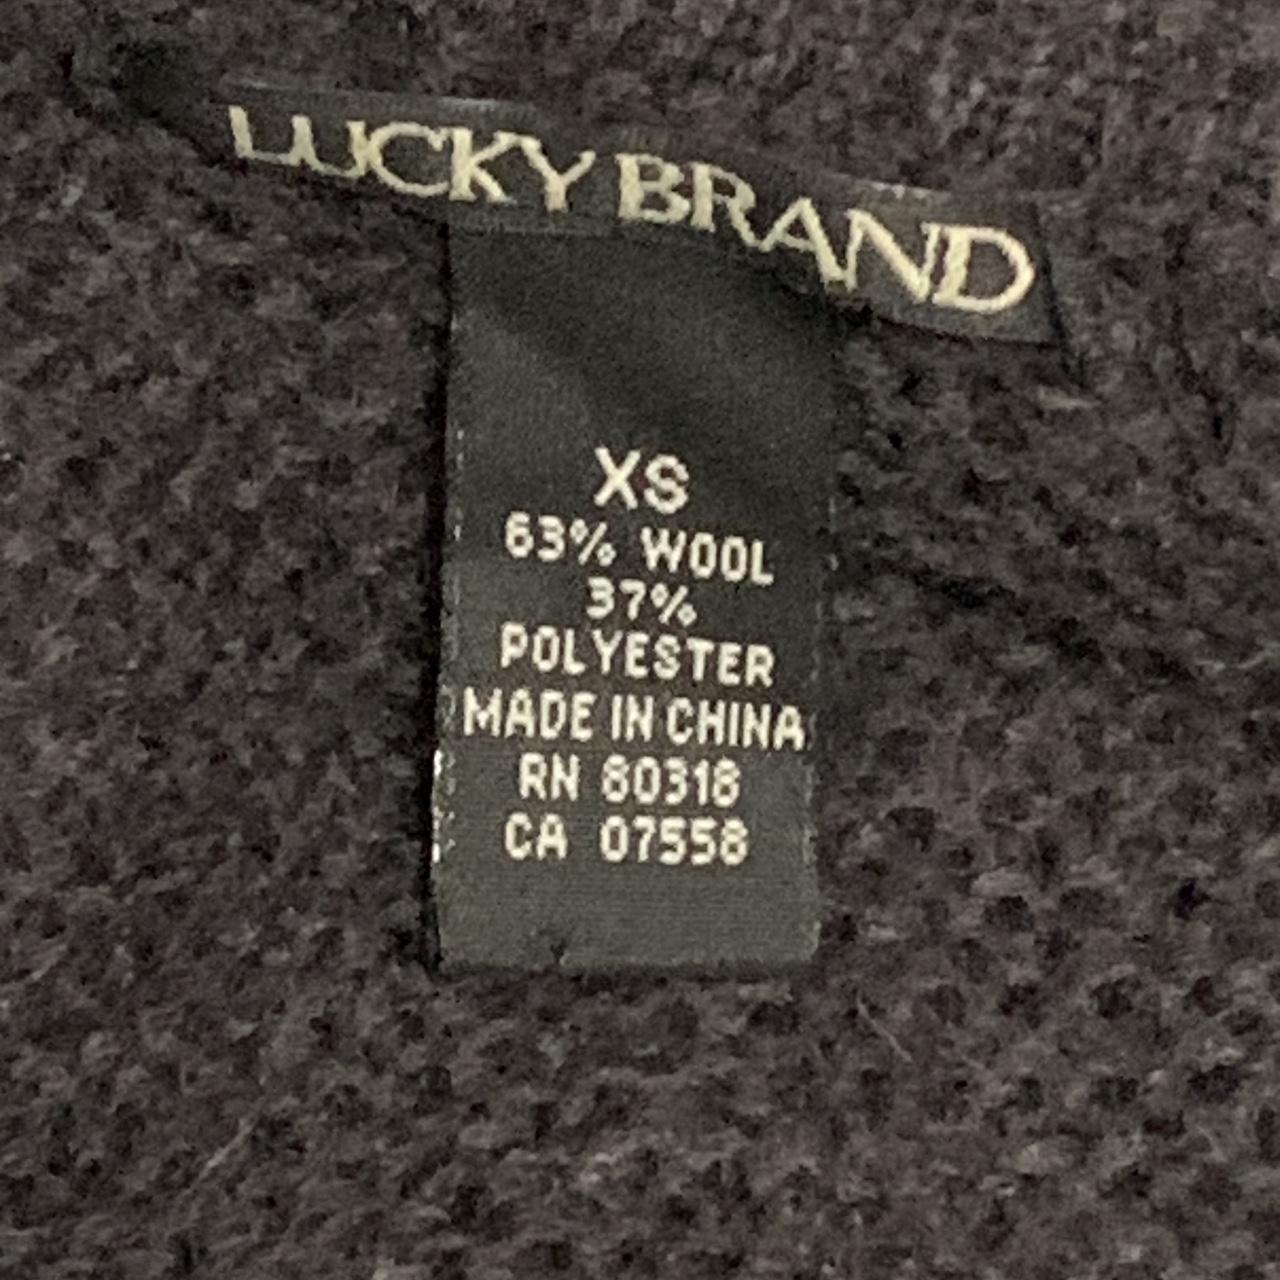 LUCKY BRAND
XS
63% WOOL
37%
POLYESTER
MADE IN CHINA
RN 80318
CA 07558